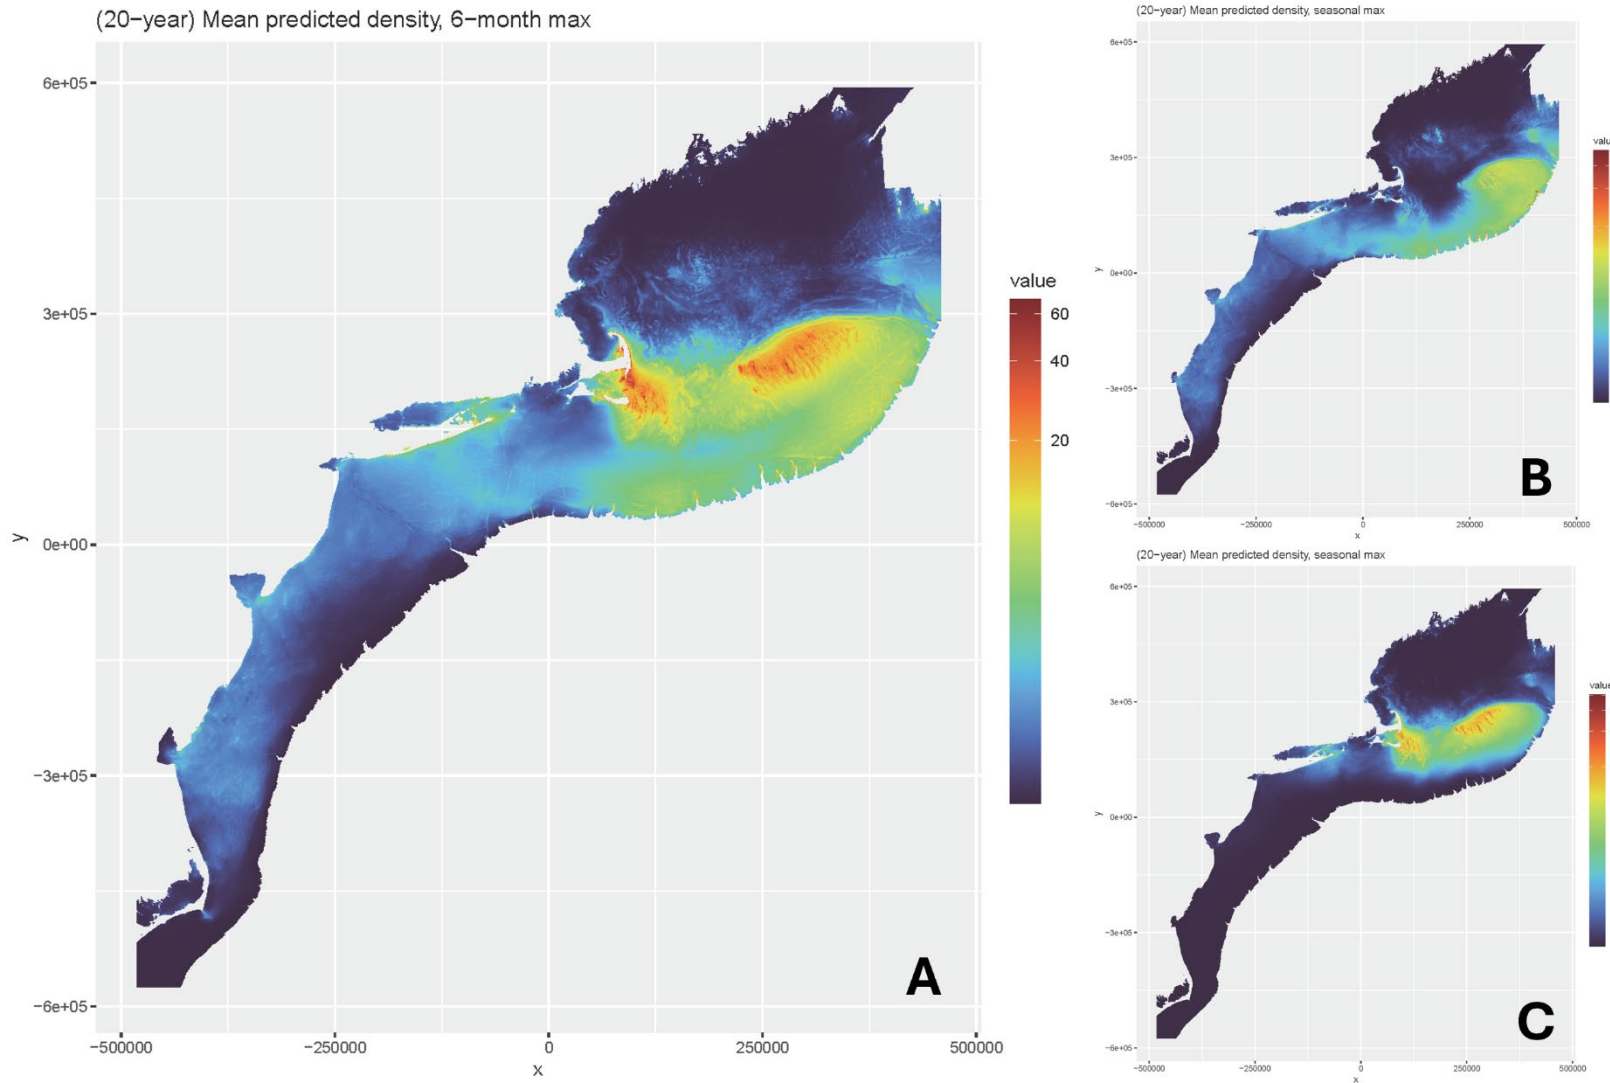 (20−year) Mean predicted density, 6−month max
6e+05
3e+05
0e+00
−3e+05
−6e+05
y
−500000
−250000
0
250000
500000
x
value
60
40
20
A
(20−year) Mean predicted density, seasonal max
6e+05
3e+05
0e+00
−3e+05
−6e+05
y
−500000
−250000
0
250000
500000
x
valu
B
(20−year) Mean predicted density, seasonal max
6e+05
3e+05
0e+00
−3e+05
−6e+05
y
−500000
−250000
0
250000
500000
x
value
C